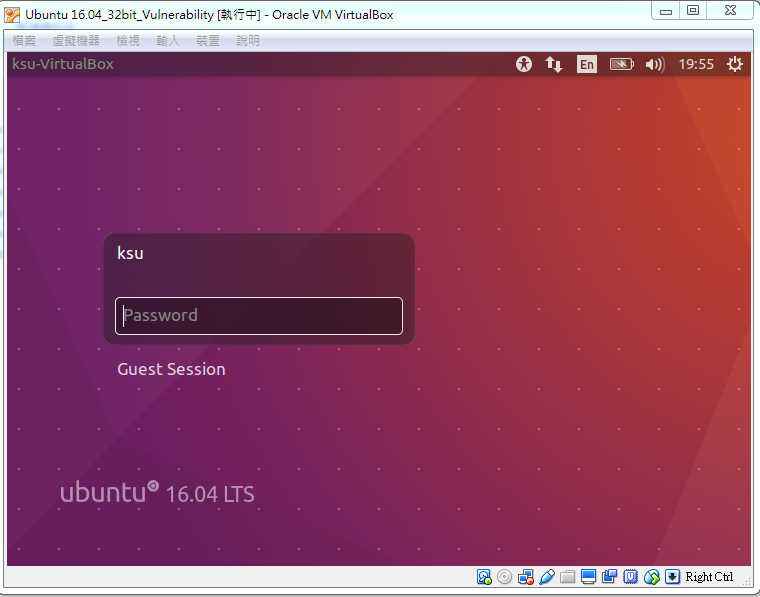 Ubuntu 16.04_32bit_Vulnerability [執行中] - Oracle VM VirtualBox
檔案 虛擬機器 檢視 輸入 裝置 說明
ksu-VirtualBox En 19:55
ksu
Password
Guest Session
ubuntu 16.04 LTS
Right Ctrl